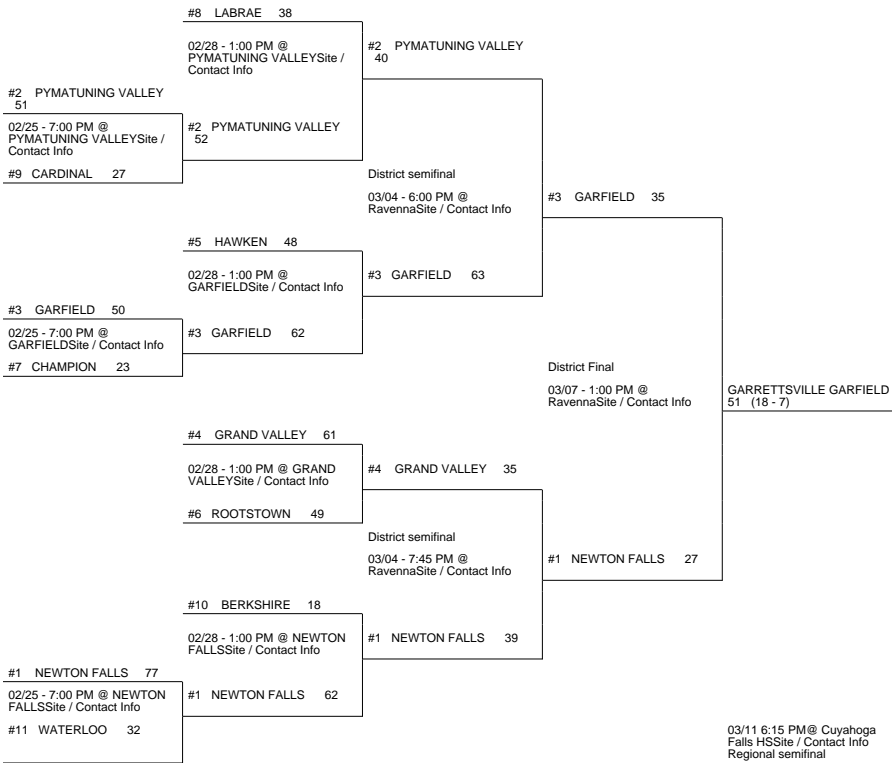 #8 LABRAE 38
02/28 - 1:00 PM @
PYMATUNING VALLEYSite /
Contact Info
#2 PYMATUNING VALLEY
40
#2 PYMATUNING VALLEY
51
02/25 - 7:00 PM @
PYMATUNING VALLEYSite /
Contact Info
#2 PYMATUNING VALLEY
52
#9 CARDINAL 27
District semifinal
03/04 - 6:00 PM @
RavennaSite / Contact Info
#3 GARFIELD 35
#5 HAWKEN 48
02/28 - 1:00 PM @
GARFIELDSite / Contact Info
#3 GARFIELD 63
#3 GARFIELD 50
02/25 - 7:00 PM @
GARFIELDSite / Contact Info
#3 GARFIELD 62
#7 CHAMPION 23
District Final
03/07 - 1:00 PM @
RavennaSite / Contact Info
GARRETTSVILLE GARFIELD
51 (18 - 7)
#4 GRAND VALLEY 61
02/28 - 1:00 PM @ GRAND
VALLEYSite / Contact Info
#4 GRAND VALLEY 35
#6 ROOTSTOWN 49
District semifinal
03/04 - 7:45 PM @
RavennaSite / Contact Info
#1 NEWTON FALLS 27
#10 BERKSHIRE 18
02/28 - 1:00 PM @ NEWTON
FALLSSite / Contact Info
#1 NEWTON FALLS 39
#1 NEWTON FALLS 77
02/25 - 7:00 PM @ NEWTON
FALLSSite / Contact Info
#1 NEWTON FALLS 62
#11 WATERLOO 32
03/11 6:15 PM@ Cuyahoga
Falls HSSite / Contact Info
Regional semifinal